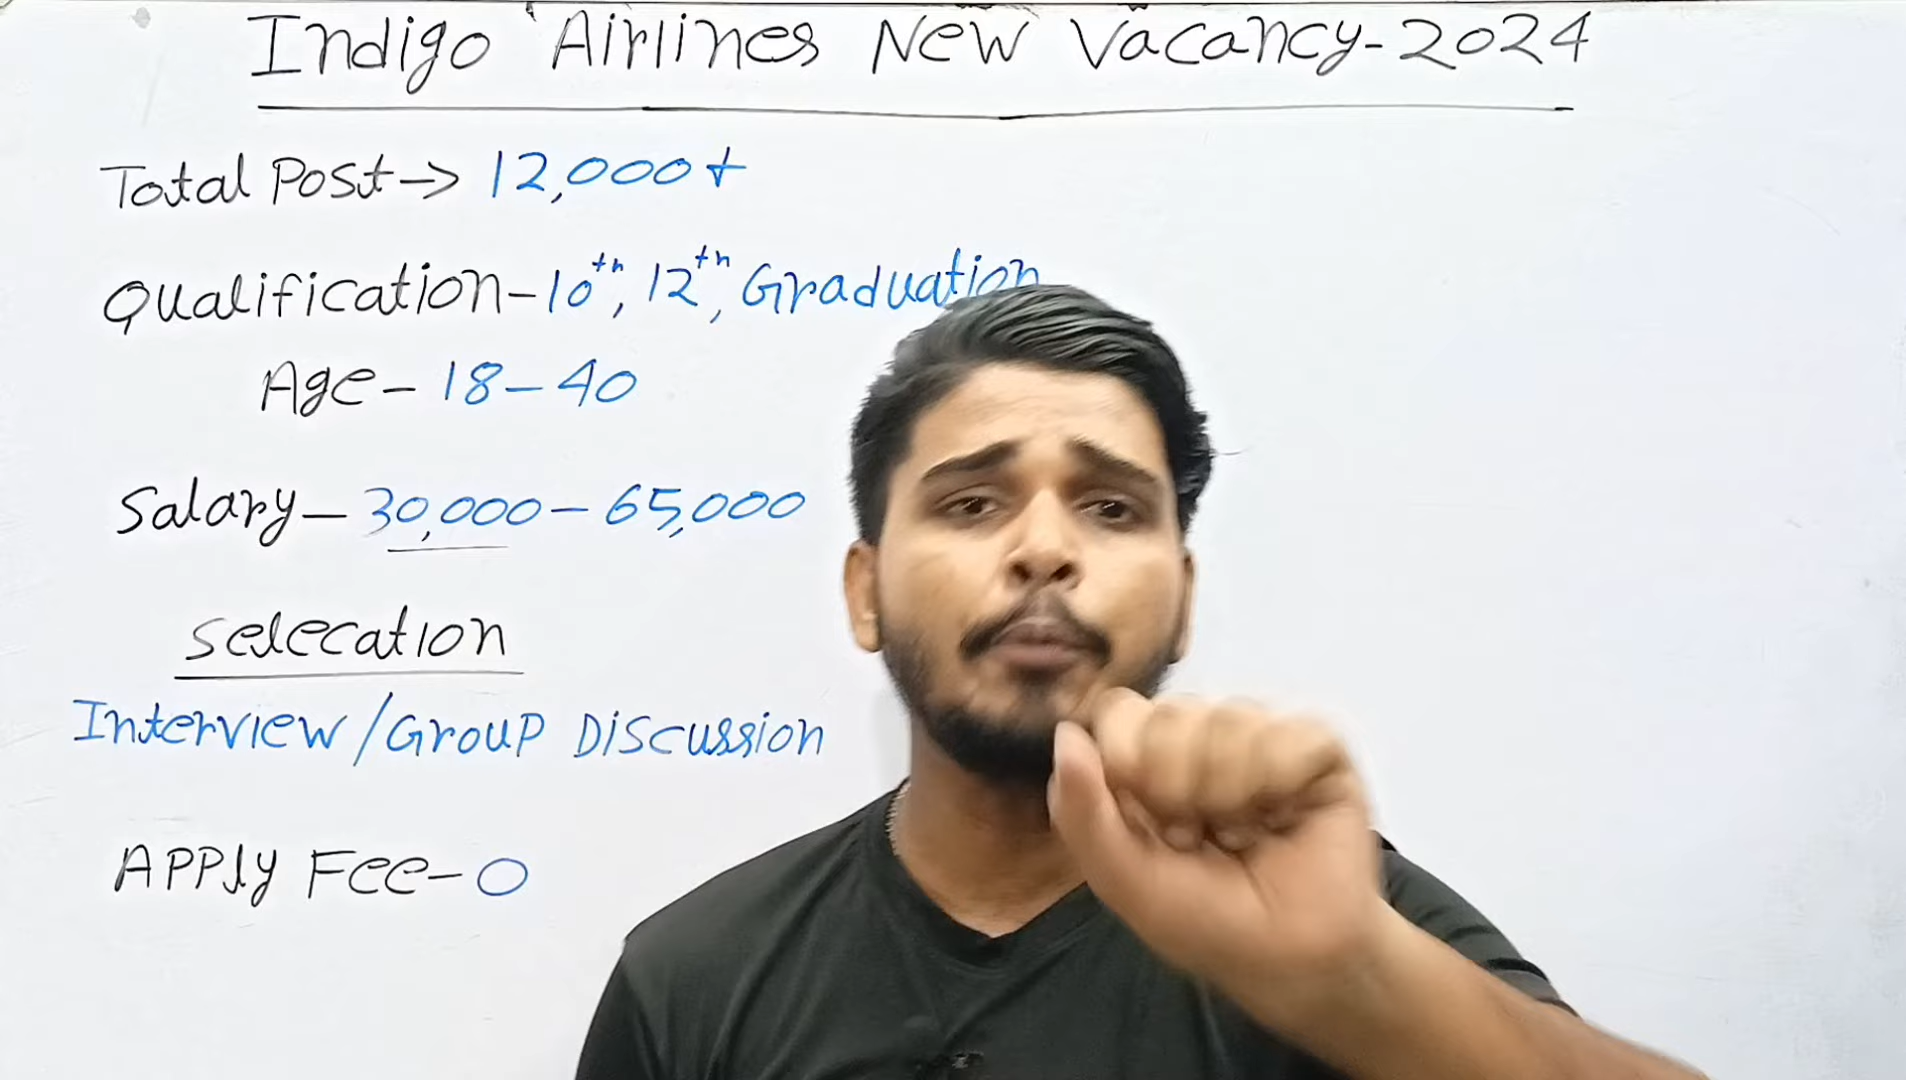 Indigo Airlines New Vacancy-2024
Total Post→ 12,000+
Qualification-10th, 12th, Graduation
Age-18-40
Salary-30,000-65,000
Selecation
Interview/Group Discussion
Apply Fee-0